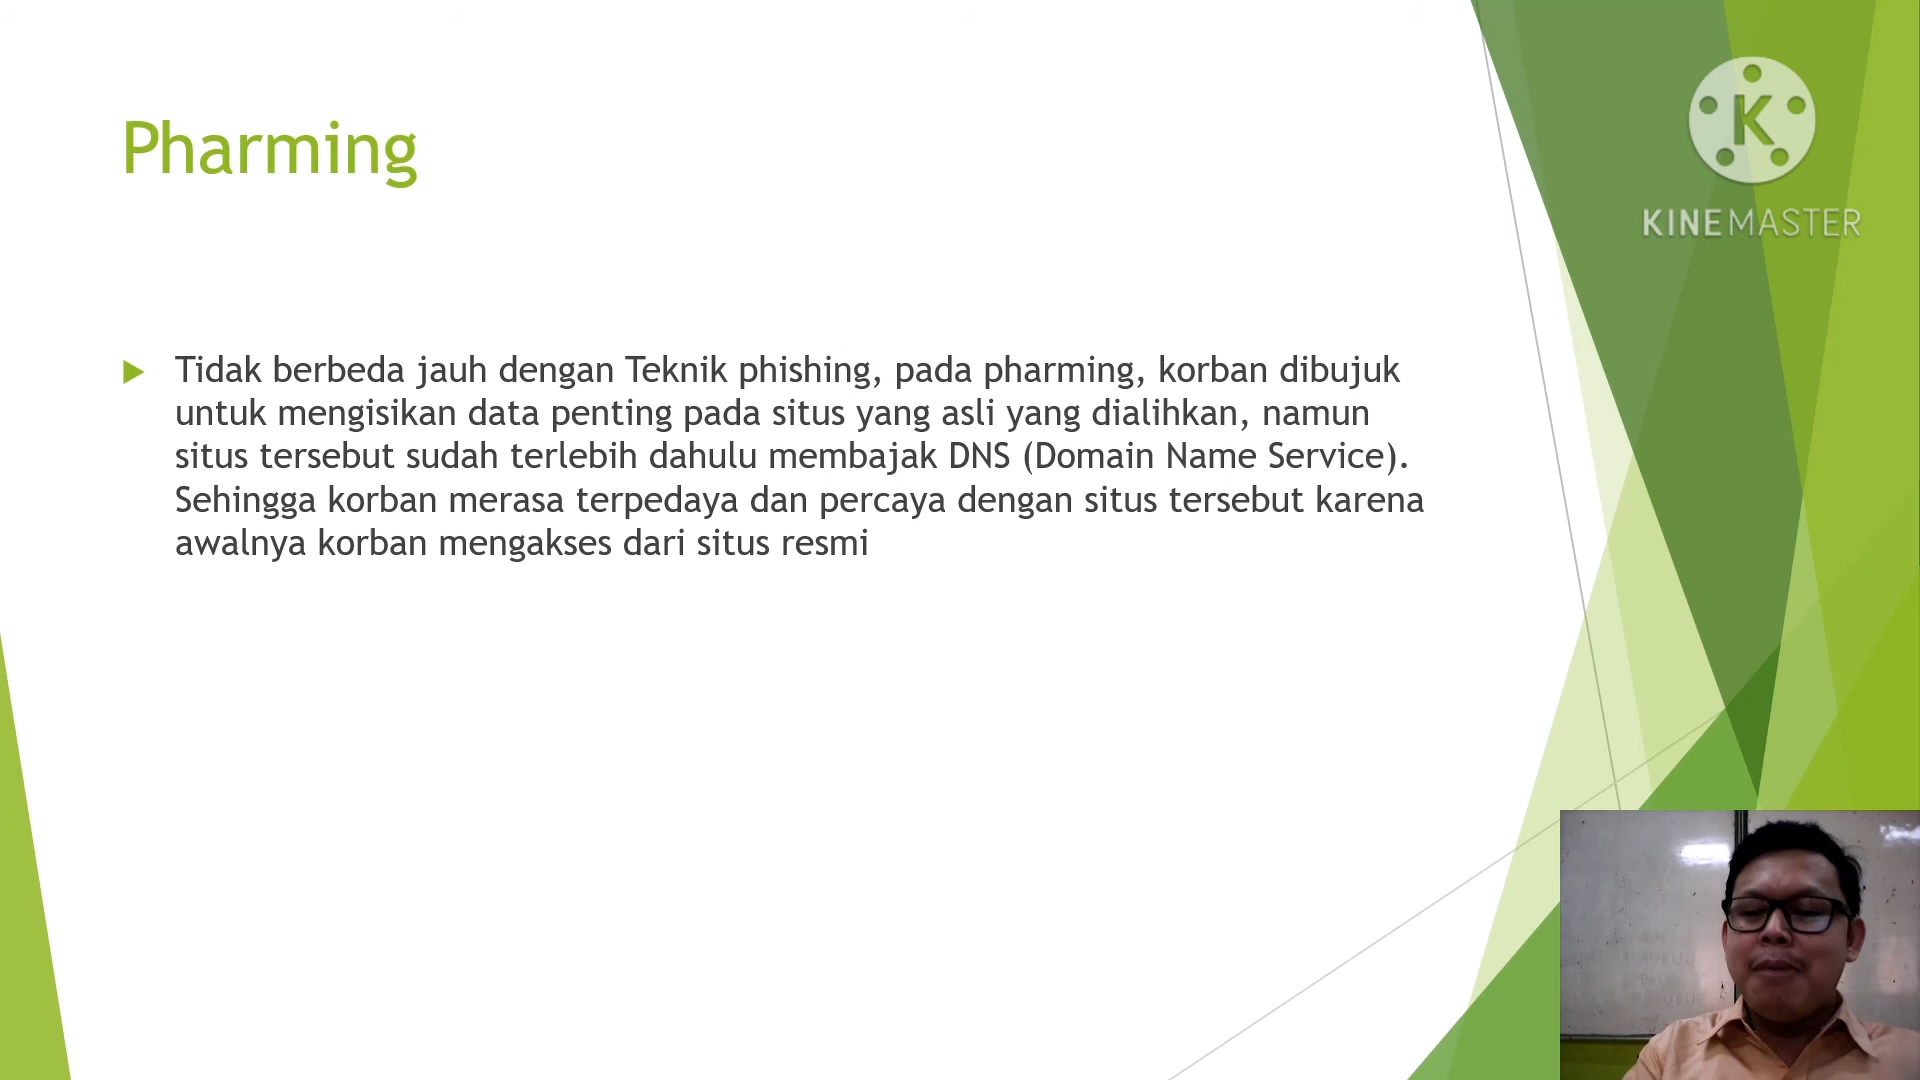 Pharming
Tidak berbeda jauh dengan Teknik phishing, pada pharming, korban dibujuk
untuk mengisikan data penting pada situs yang asli yang dialihkan, namun
situs tersebut sudah terlebih dahulu membajak DNS (Domain Name Service).
Sehingga korban merasa terpedaya dan percaya dengan situs tersebut karena
awalnya korban mengakses dari situs resmi
K
KINEMASTER